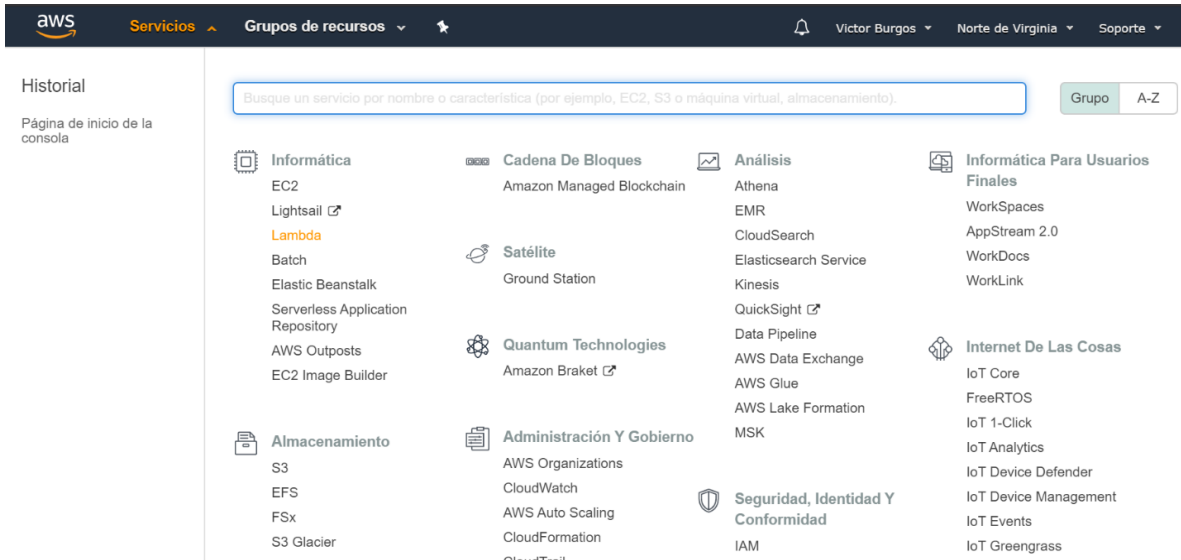 aws
Servicios
Grupos de recursos
Victor Burgos
Norte de Virginia
Soporte
Historial
Página de inicio de la
consola
Busque un servicio por nombre o característica (por ejemplo, EC2, S3 o máquina virtual, almacenamiento).
Grupo
A-Z
Informática
EC2
Lightsail
Lambda
Batch
Elastic Beanstalk
Serverless Application
Repository
AWS Outposts
EC2 Image Builder
Almacenamiento
S3
EFS
FSx
S3 Glacier
Cadena De Bloques
Amazon Managed Blockchain
Satélite
Ground Station
Quantum Technologies
Amazon Braket
Administración Y Gobierno
AWS Organizations
CloudWatch
AWS Auto Scaling
CloudFormation
CloudTrail
Análisis
Athena
EMR
CloudSearch
Elasticsearch Service
Kinesis
QuickSight
Data Pipeline
AWS Data Exchange
AWS Glue
AWS Lake Formation
MSK
Seguridad, Identidad Y
Conformidad
IAM
Informática Para Usuarios
Finales
WorkSpaces
AppStream 2.0
WorkDocs
WorkLink
Internet De Las Cosas
IoT Core
FreeRTOS
IoT 1-Click
IoT Analytics
IoT Device Defender
IoT Device Management
IoT Events
IoT Greengrass